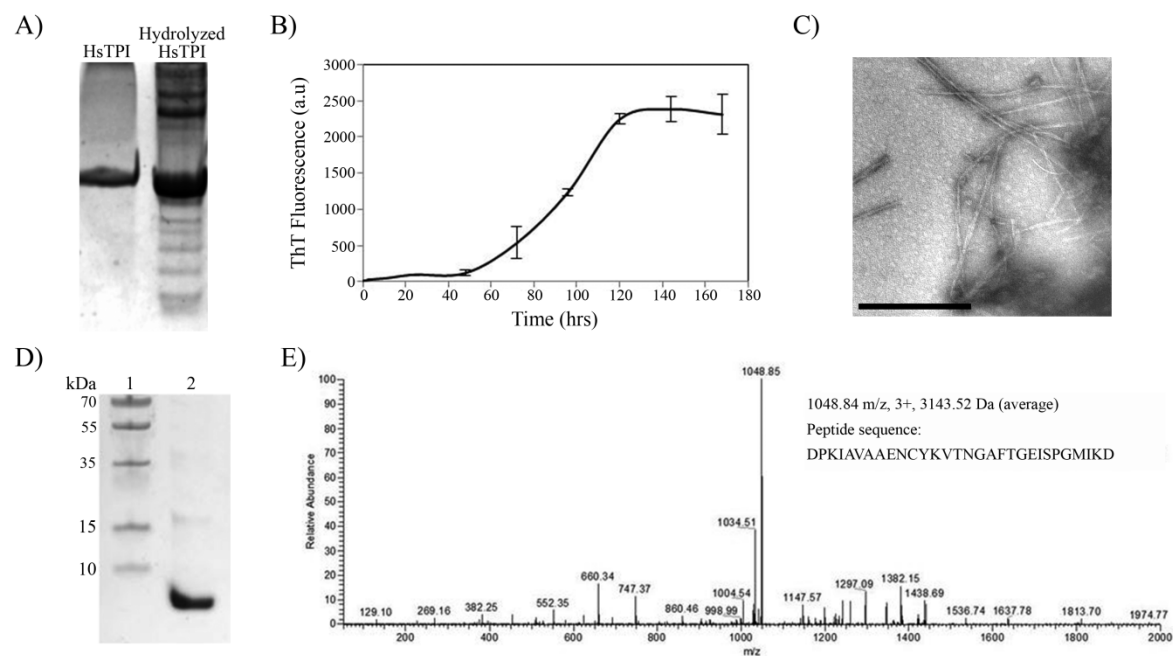 A)
HsTPI
Hydrolyzed
HsTPI
B)
ThT Fluorescence (a.u)
3000
2500
2000
1500
1000
500
0
0 20 40 60 80 100 120 140 160 180
Time (hrs)
C)
D)
kDa 1 2
70
55
35
15
10
E)
Relative Abundance
100
90
80
70
60
50
40
30
20
10
0
1048.85
1034.51
660.34
747.37
1004.54
129.10
269.16
382.25
552.35
860.46
998.99
1147.57
1297.09
1382.15
1438.69
1536.74
1637.78
1813.70
1974.77
200 400 600 800 1000 1200 1400 1600 1800 2000
m/z
1048.84 m/z, 3+, 3143.52 Da (average)
Peptide sequence:
DPKIAVAAENCYKVTNGAFTGEISPGMIKD